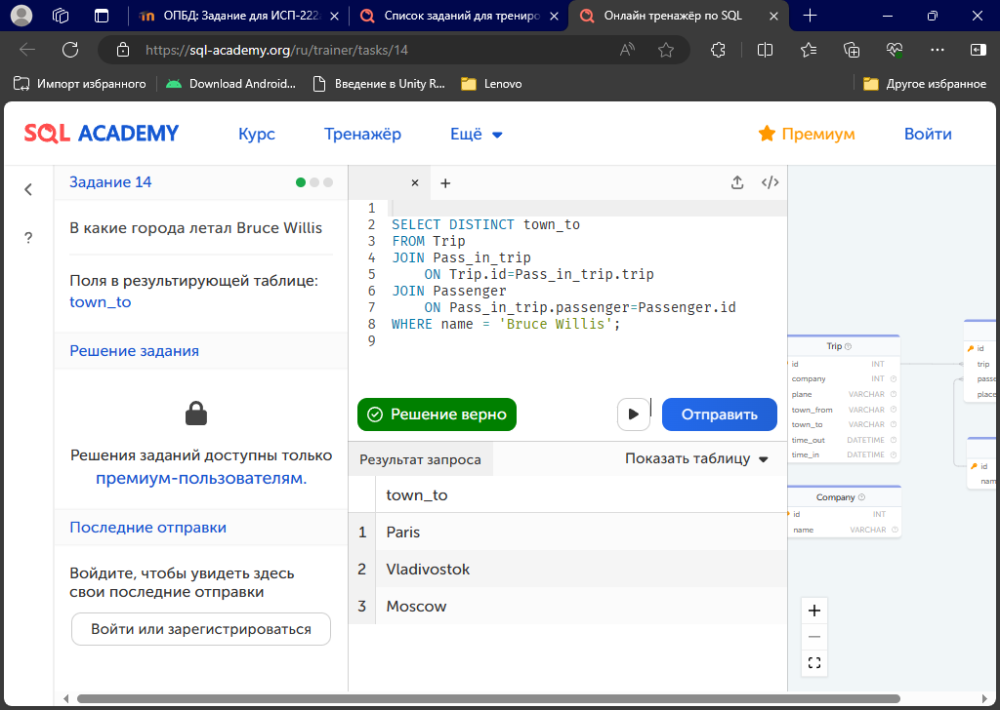 ОПБД: Задание для ИСП-222
Список заданий для трениро
Онлайн тренажёр по SQL
https://sql-academy.org/ru/trainer/tasks/14
Импорт избранного
Download Android...
Введение в Unity R...
Lenovo
Другое избранное
SQL ACADEMY
Курс
Тренажёр
Ещё
Премиум
Войти
Задание 14
В какие города летал Bruce Willis
Поля в результирующей таблице:
town_to
Решение задания
Решения заданий доступны только
премиум-пользователям.
Последние отправки
Войдите, чтобы увидеть здесь
свои последние отправки
Войти или зарегистрироваться
1
2 SELECT DISTINCT town_to
3 FROM Trip
4 JOIN Pass_in_trip
5 ON Trip.id=Pass_in_trip.trip
6 JOIN Passenger
7 ON Pass_in_trip.passenger=Passenger.id
8 WHERE name = 'Bruce Willis';
9
Решение верно
Отправить
Результат запроса
Показать таблицу
town_to
1 Paris
2 Vladivostok
3 Moscow
Trip
id INT
company INT
plane VARCHAR
town_from VARCHAR
town_to VARCHAR
time_out DATETIME
time_in DATETIME
Company
id INT
name VARCHAR
id
trip
passe
place
id
nam